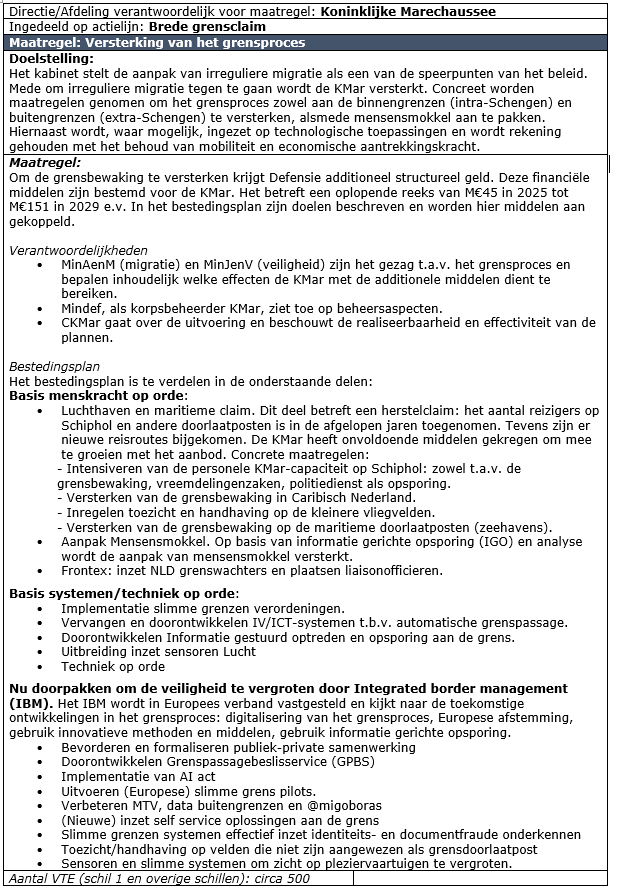 Directie/Afdeling verantwoordelijk voor maatregel: Koninklijke Marechaussee
Ingedeeld op actielijn: Brede grensclaim
Maatregel: Versterking van het grensproces
Doelstelling:
Het kabinet stelt de aanpak van irreguliere migratie als een van de speerpunten van het beleid.
Mede om irreguliere migratie tegen te gaan wordt de KMar versterkt. Concreet worden
maatregelen genomen om het grensproces zowel aan de binnengrenzen (intra-Schengen) en
buitengrenzen (extra-Schengen) te versterken, alsmede mensensmokkel aan te pakken.
Hiernaast wordt, waar mogelijk, ingezet op technologische toepassingen en wordt rekening
gehouden met het behoud van mobiliteit en economische aantrekkingskracht.
Maatregel:
Om de grensbewaking te versterken krijgt Defensie additioneel structureel geld. Deze financiële
middelen zijn bestemd voor de KMar. Het betreft een oplopende reeks van M€45 in 2025 tot
M€151 in 2029 e.v. In het bestedingsplan zijn doelen beschreven en worden hier middelen aan
gekoppeld.
Verantwoordelijkheden
• MinAenM (migratie) en MinJenV (veiligheid) zijn het gezag t.a.v. het grensproces en
bepalen inhoudelijk welke effecten de KMar met de additionele middelen dient te
bereiken.
• Mindef, als korpsbeheerder KMar, ziet toe op beheersaspecten.
• CKMar gaat over de uitvoering en beschouwt de realiseerbaarheid en effectiviteit van de
plannen.
Bestedingsplan
Het bestedingsplan is te verdelen in de onderstaande delen:
Basis menskracht op orde:
• Luchthaven en maritieme claim. Dit deel betreft een herstelclaim: het aantal reizigers op
Schiphol en andere doorlaatposten is in de afgelopen jaren toegenomen. Tevens zijn er
nieuwe reisroutes bijgekomen. De KMar heeft onvoldoende middelen gekregen om mee
te groeien met het aanbod. Concrete maatregelen:
- Intensiveren van de personele KMar-capaciteit op Schiphol: zowel t.a.v. de
grensbewaking, vreemdelingenzaken, politiedienst als opsporing.
- Versterken van de grensbewaking in Caribisch Nederland.
- Inregelen toezicht en handhaving op de kleinere vliegvelden.
- Versterken van de grensbewaking op de maritieme doorlaatposten (zeehavens).
• Aanpak Mensensmokkel. Op basis van informatie gerichte opsporing (IGO) en analyse
wordt de aanpak van mensensmokkel versterkt.
• Frontex: inzet NLD grenswachters en plaatsen liaisonofficieren.
Basis systemen/techniek op orde:
• Implementatie slimme grenzen verordeningen.
• Vervangen en doorontwikkelen IV/ICT-systemen t.b.v. automatische grenspassage.
• Doorontwikkelen Informatie gestuurd optreden en opsporing aan de grens.
• Uitbreiding inzet sensoren Lucht
• Techniek op orde
Nu doorpakken om de veiligheid te vergroten door Integrated border management
(IBM). Het IBM wordt in Europees verband vastgesteld en kijkt naar de toekomstige
ontwikkelingen in het grensproces: digitalisering van het grensproces, Europese afstemming,
gebruik innovatieve methoden en middelen, gebruik informatie gerichte opsporing.
• Bevorderen en formaliseren publiek-private samenwerking
• Doorontwikkelen Grenspassagebeslisservice (GPBS)
• Implementatie van AI act
• Uitvoeren (Europese) slimme grens pilots.
• Verbeteren MTV, data buitengrenzen en @migoboras
• (Nieuwe) inzet self service oplossingen aan de grens
• Slimme grenzen systemen effectief inzet identiteits- en documentfraude onderkennen
• Toezicht/handhaving op velden die niet zijn aangewezen als grensdoorlaatpost
• Sensoren en slimme systemen om zicht op pleziervaartuigen te vergroten.
Aantal VTE (schil 1 en overige schillen): circa 500